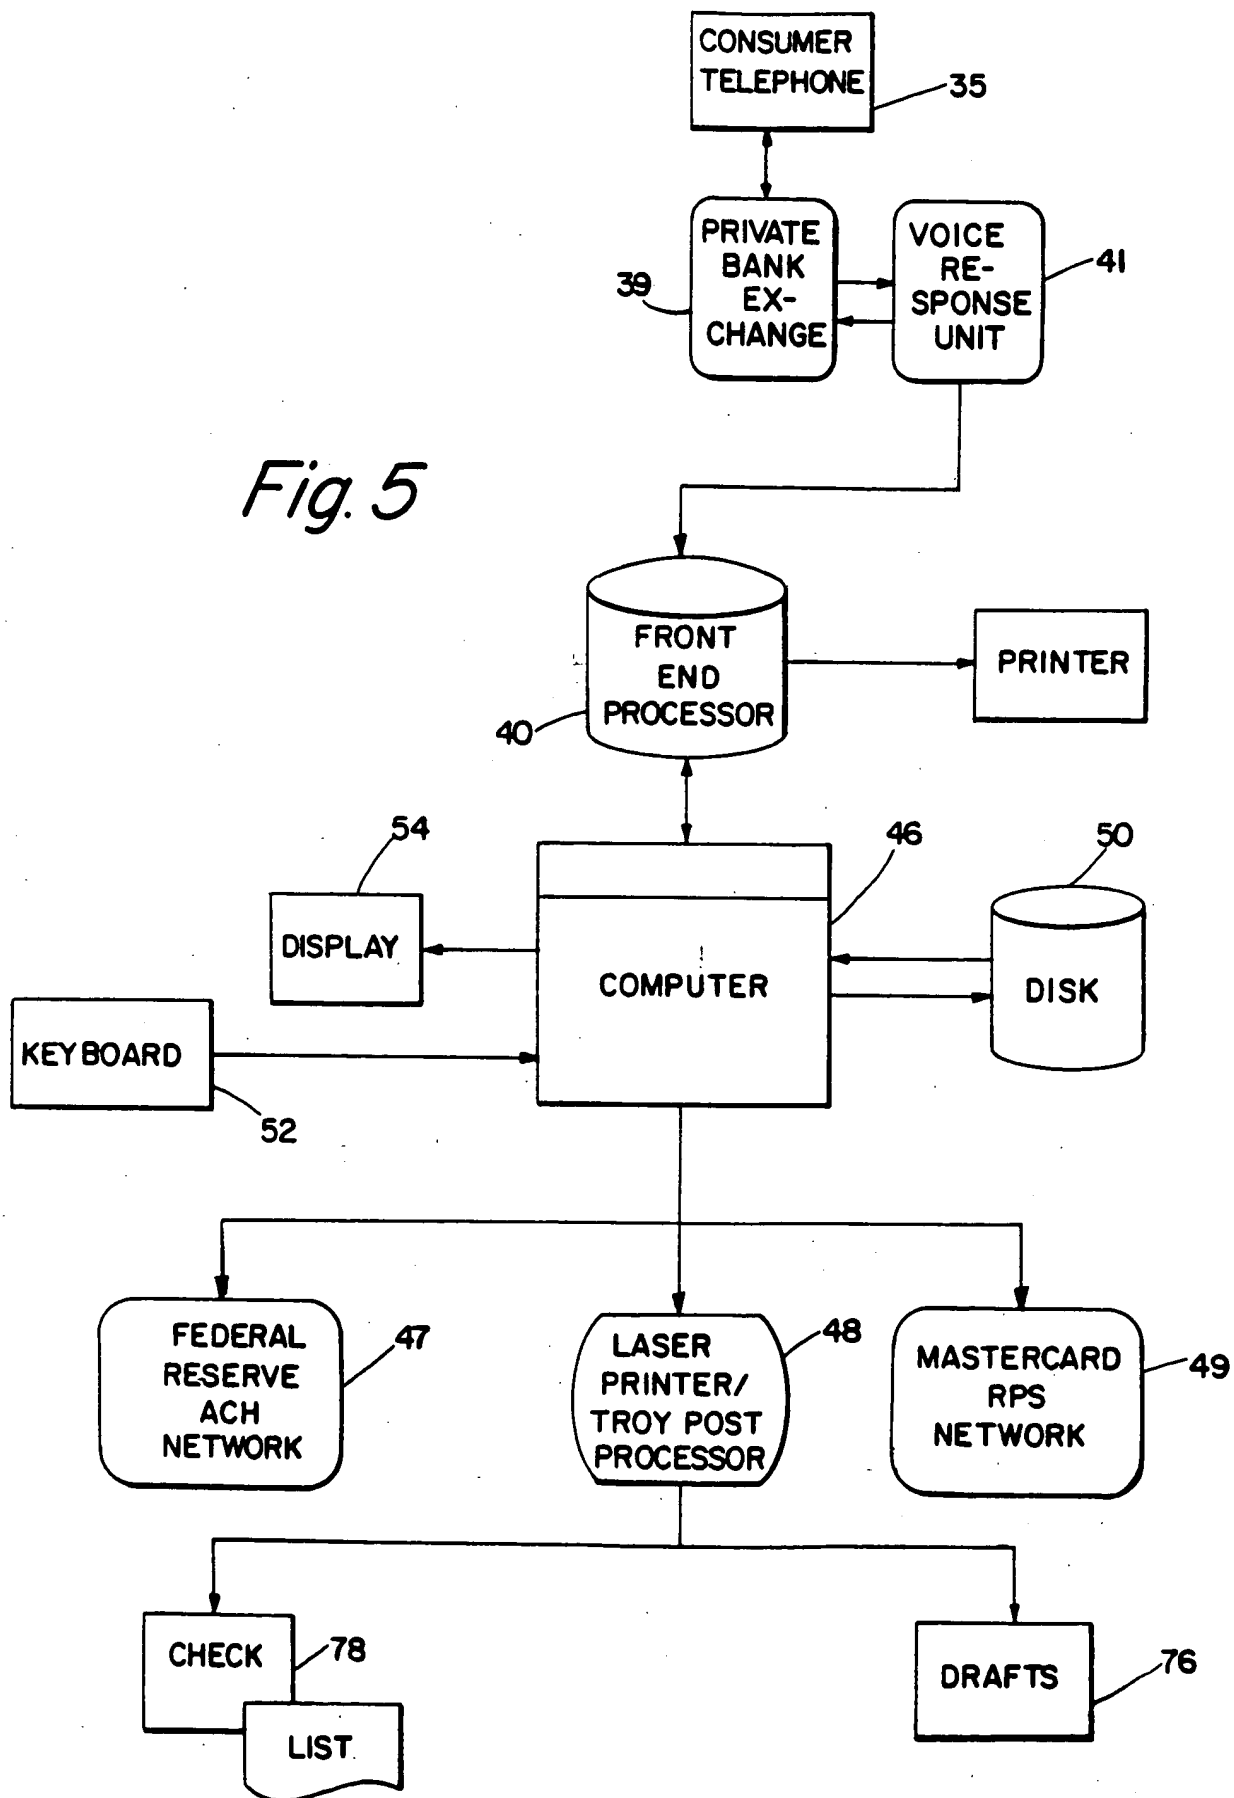 CONSUMER
TELEPHONE
35
PRIVATE
BANK
EX-
CHANGE
39
VOICE
RE-
SPONSE
UNIT
41
Fig. 5
FRONT
END
PROCESSOR
40
PRINTER
54
46
50
DISPLAY
COMPUTER
DISK
KEYBOARD
52
FEDERAL
RESERVE
ACH
NETWORK
47
LASER
PRINTER/
TROY POST
PROCESSOR
48
MASTERCARD
RPS
NETWORK
49
CHECK
78
LIST
DRAFTS
76